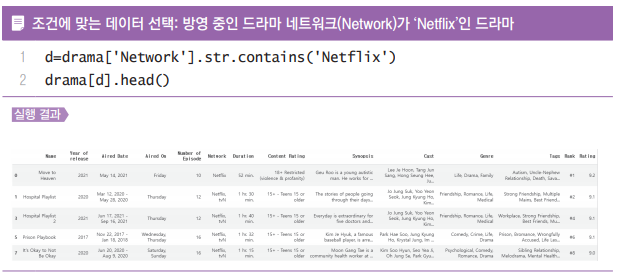 조건에 맞는 데이터 선택: 방영 중인 드라마 네트워크(Network)가 ‘Netflix’인 드라마
1 d=drama['Network'].str.contains('Netflix')
2 drama[d].head()
실행 결과
Name Year of release Aired Date Aired On Number of Episode Network Duration Content Rating Synopsis Cast Genre Tags Rank Rating
0 Move to Heaven 2021 May 14, 2021 Friday 10 Netflix 52 min. 18+ Restricted (violence & profanity) Geu Roo is a young autistic man. He works for ... Lee Je Hoon, Tang Jun Sang, Hong Seung Hee, Ju... Life, Drama, Family Autism, Uncle-Nephew Relationship, Death, Sava... #1 9.2
1 Hospital Playlist 2020 Mar 12, 2020 - May 28, 2020 Thursday 12 Netflix, tvN 1 hr. 30 min. 15+ - Teens 15 or older The stories of people going through their days... Jo Jung Suk, Yoo Yeon Seok, Jung Kyung Ho, Kim... Friendship, Romance, Life, Medical Strong Friendship, Multiple Mains, Best Friend... #2 9.1
3 Hospital Playlist 2 2021 Jun 17, 2021 - Sep 16, 2021 Thursday 12 Netflix, tvN 1 hr. 40 min. 15+ - Teens 15 or older Everyday is extraordinary for five doctors and... Jo Jung Suk, Yoo Yeon Seok, Jung Kyung Ho, Kim... Friendship, Romance, Life, Medical Workplace, Strong Friendship, Best Friends, Mu... #4 9.1
5 Prison Playbook 2017 Nov 22, 2017 - Jan 18, 2018 Wednesday, Thursday 16 Netflix, tvN 1 hr. 32 min. 15+ - Teens 15 or older Kim Je Hyuk, a famous baseball player is arre... Park Hae Soo, Jung Kyung Ho, Krystal Jung, Im ... Comedy, Crime, Life, Drama Prison, Bromance, Wrongfully Accused, Life Les... #6 9.1
7 It's Okay to Not Be Okay 2020 Jun 20, 2020 - Aug 9, 2020 Saturday, Sunday 16 Netflix, tvN 1 hr. 15 min. 15+ - Teens 15 or older Moon Gang Tae is a community health worker at ... Kim Soo Hyun, Seo Yea Ji, Oh Jung Se, Park Gyu... Psychological, Comedy, Romance, Drama Sibling Relationship, Melodrama, Mental Health... #8 9.0